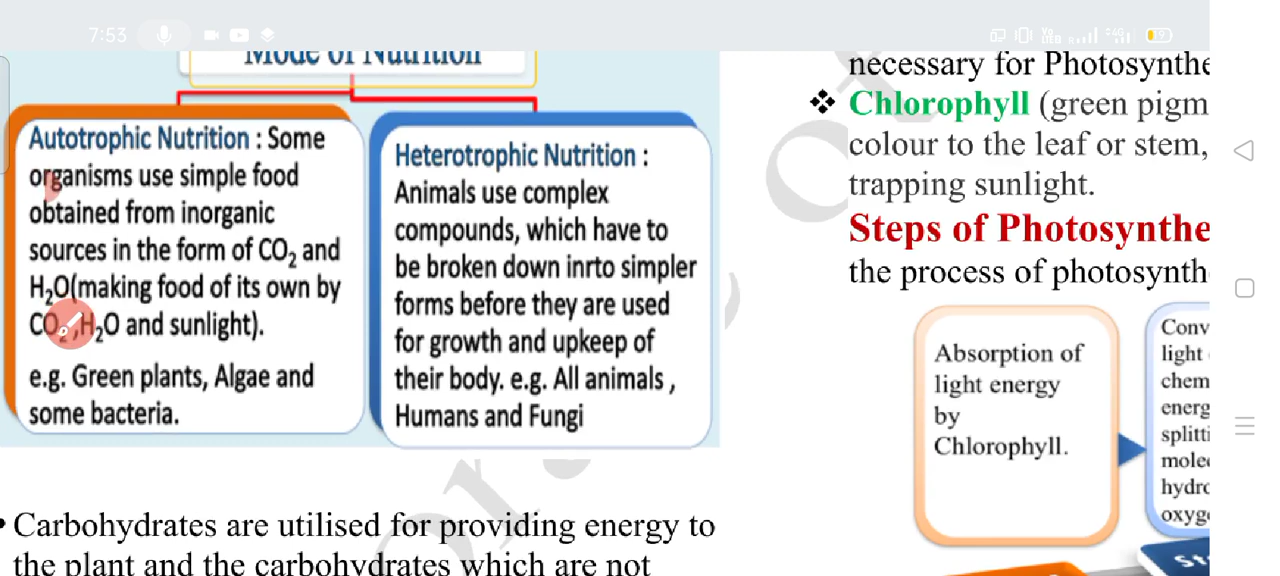 7:53
Mode of Nutrition
Autotrophic Nutrition : Some
organisms use simple food
obtained from inorganic
sources in the form of CO₂ and
H₂O(making food of its own by
CO₂,H₂O and sunlight).
e.g. Green plants, Algae and
some bacteria.
Heterotrophic Nutrition :
Animals use complex
compounds, which have to
be broken down inrto simpler
forms before they are used
for growth and upkeep of
their body. e.g. All animals ,
Humans and Fungi
• Carbohydrates are utilised for providing energy to
the plant and the carbohydrates which are not
necessary for Photosynthe
❖ Chlorophyll (green pigm
colour to the leaf or stem,
trapping sunlight.
Steps of Photosynthe
the process of photosynth
Absorption of
light energy
by
Chlorophyll.
Conv
light
chem
energ
splitti
mole
hydro
oxyg
St